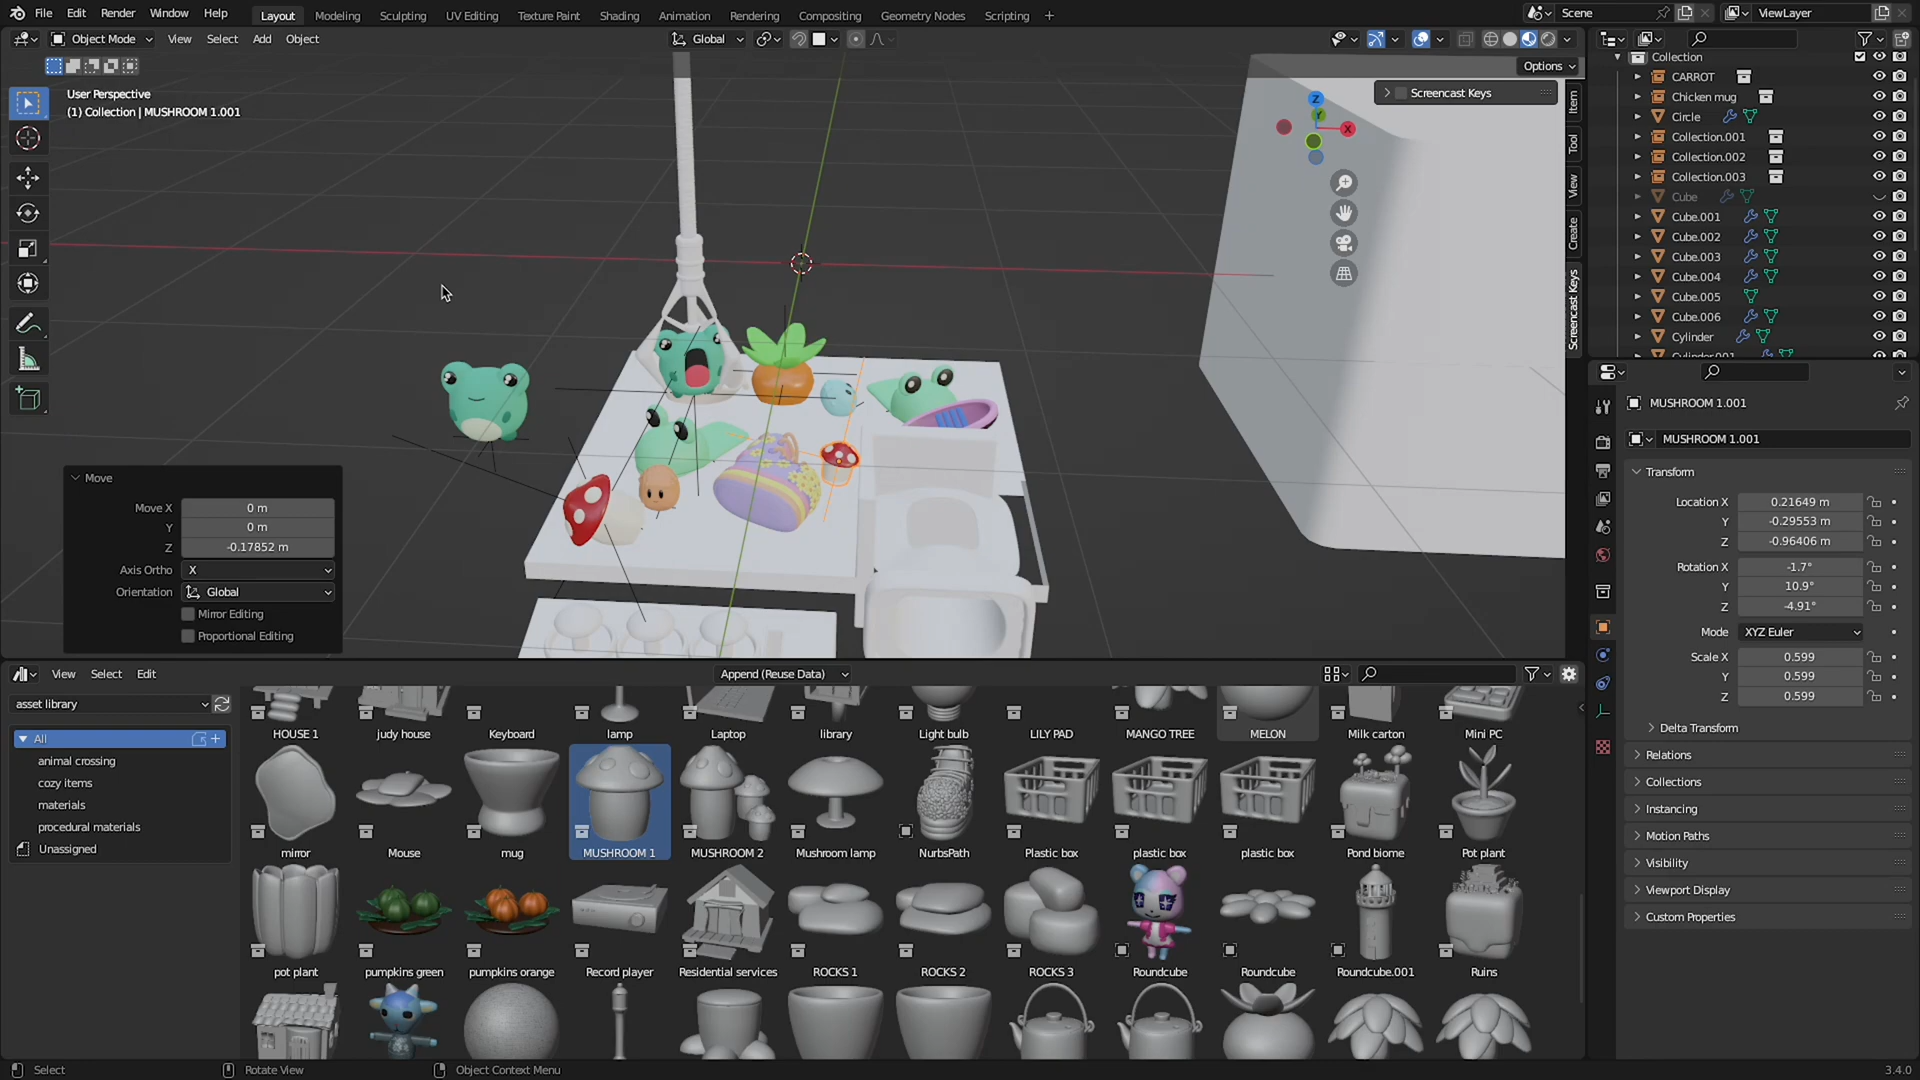 File Edit Render Window Help Layout Modeling Sculpting UV Editing Texture Paint Shading Animation Rendering Compositing Geometry Nodes Scripting + Scene ViewLayer
Object Mode View Select Add Object Global
Options
User Perspective
(1) Collection | MUSHROOM 1.001
Screencast Keys
Z
Y
X
Item
Tool
View
Create
Screencast Keys
Move
Move X 0 m
Y 0 m
Z -0.17852 m
Axis Ortho X
Orientation Global
Mirror Editing
Proportional Editing
Collection
CARROT
Chicken mug
Circle
Collection.001
Collection.002
Collection.003
Cube
Cube.001
Cube.002
Cube.003
Cube.004
Cube.005
Cube.006
Cylinder
Cylinder.001
MUSHROOM 1.001
MUSHROOM 1.001
Transform
Location X 0.21649 m
Y -0.29553 m
Z -0.96406 m
Rotation X -1.7°
Y 10.9°
Z -4.91°
Mode XYZ Euler
Scale X 0.599
Y 0.599
Z 0.599
Delta Transform
Relations
Collections
Instancing
Motion Paths
Visibility
Viewport Display
Custom Properties
View Select Edit Append (Reuse Data)
asset library
All
animal crossing
cozy items
materials
procedural materials
Unassigned
HOUSE 1 judy house Keyboard lamp Laptop library Light bulb LILY PAD MANGO TREE MELON Milk carton Mini PC
mirror Mouse mug MUSHROOM 1 MUSHROOM 2 Mushroom lamp NurbsPath Plastic box plastic box plastic box Pond biome Pot plant
pot plant pumpkins green pumpkins orange Record player Residential services ROCKS 1 ROCKS 2 ROCKS 3 Roundcube Roundcube Roundcube.001 Ruins
Select Rotate View Object Context Menu 3.4.0